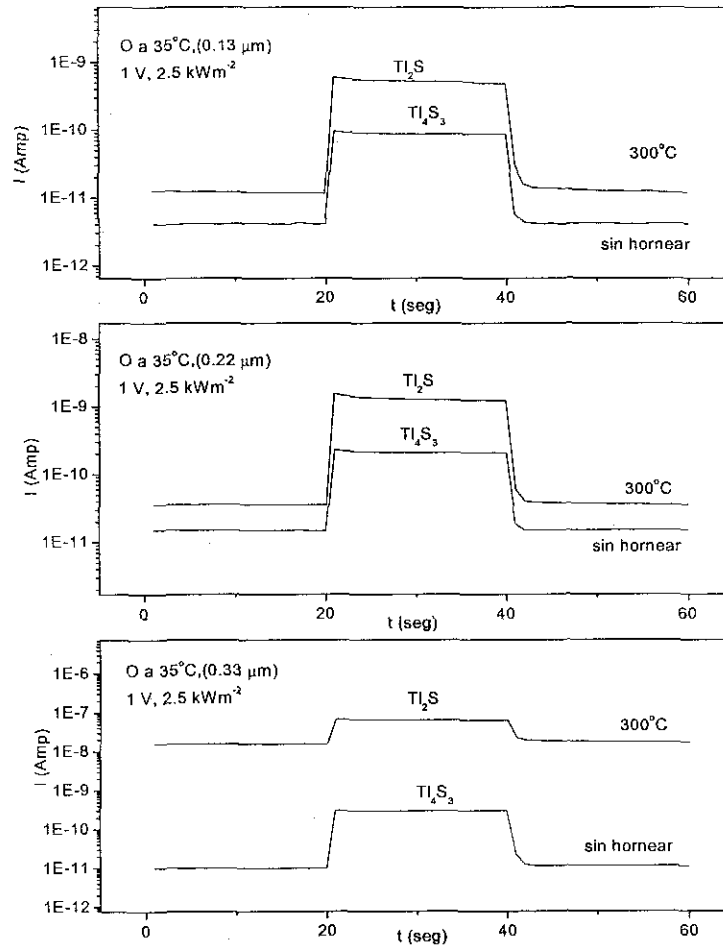 O a 35°C,(0.13 µm)
1 V, 2.5 kWm⁻²
Tl₂S
Tl₄S₃
300°C
sin hornear
1E-9
1E-10
1E-11
1E-12
I (Amp)
0 20 40 60
t (seg)
O a 35°C,(0.22 µm)
1 V, 2.5 kWm⁻²
Tl₂S
Tl₄S₃
300°C
sin hornear
1E-8
1E-9
1E-10
1E-11
I (Amp)
0 20 40 60
t (seg)
O a 35°C,(0.33 µm)
1 V, 2.5 kWm⁻²
Tl₂S
300°C
Tl₄S₃
sin hornear
1E-6
1E-7
1E-8
1E-9
1E-10
1E-11
1E-12
I (Amp)
0 20 40 60
t (seg)